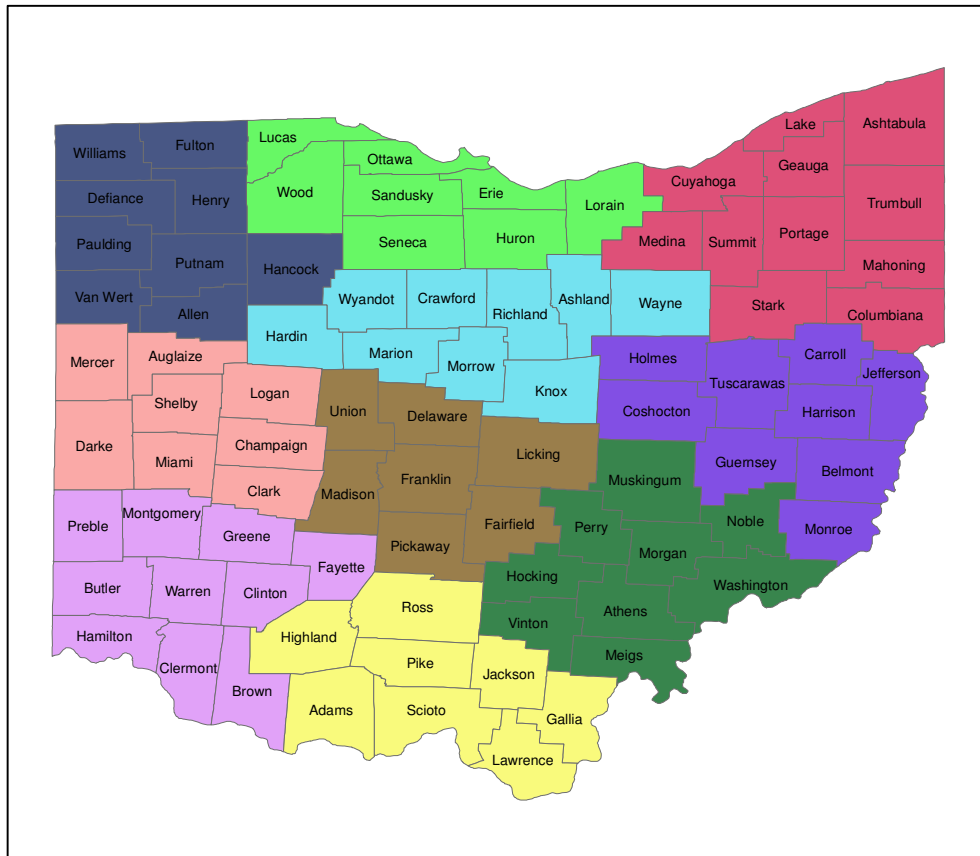 Lake
Ashtabula
Lucas
Fulton
Williams
Ottawa
Geauga
Cuyahoga
Wood
Sandusky
Erie
Defiance
Henry
Lorain
Trumbull
Portage
Paulding
Seneca
Huron
Medina
Summit
Putnam
Hancock
Mahoning
Van Wert
Wyandot
Crawford
Ashland
Wayne
Stark
Allen
Richland
Columbiana
Hardin
Marion
Carroll
Auglaize
Holmes
Mercer
Morrow
Jefferson
Tuscarawas
Logan
Knox
Shelby
Union
Delaware
Coshocton
Harrison
Darke
Champaign
Licking
Miami
Guernsey
Belmont
Franklin
Muskingum
Clark
Madison
Montgomery
Preble
Fairfield
Perry
Noble
Monroe
Greene
Pickaway
Morgan
Fayette
Hocking
Butler
Warren
Clinton
Washington
Ross
Athens
Vinton
Hamilton
Highland
Meigs
Pike
Clermont
Jackson
Brown
Adams
Scioto
Gallia
Lawrence